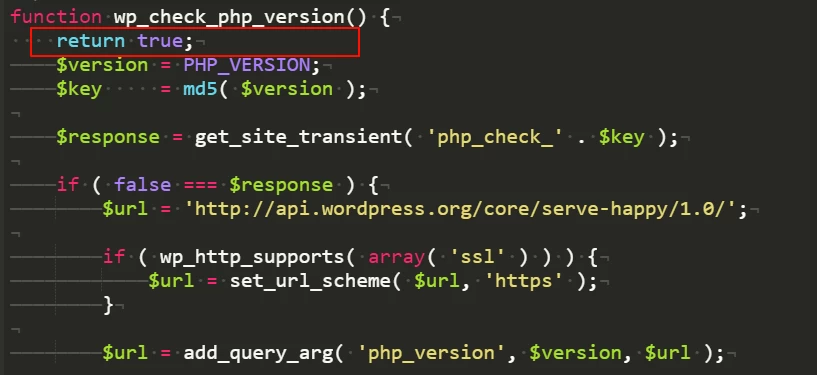 function wp_check_php_version() {
return true;
$version = PHP_VERSION;
$key     = md5( $version );
$response = get_site_transient( 'php_check_' . $key );
if ( false === $response ) {
$url = 'http://api.wordpress.org/core/serve-happy/1.0/';
if ( wp_http_supports( array( 'ssl' ) ) ) {
$url = set_url_scheme( $url, 'https' );
}
$url = add_query_arg( 'php_version', $version, $url );